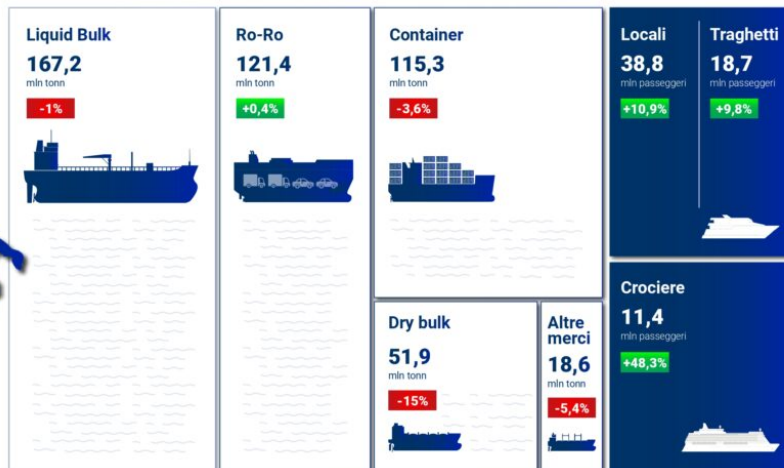 Liquid Bulk
167,2
mln tonn
-1%
Ro-Ro
121,4
mln tonn
+0,4%
Container
115,3
mln tonn
-3,6%
Dry bulk
51,9
mln tonn
-15%
Altre
merci
18,6
mln tonn
-5,4%
Locali
38,8
mln passeggeri
+10,9%
Traghetti
18,7
mln passeggeri
+9,8%
Crociere
11,4
mln passeggeri
+48,3%